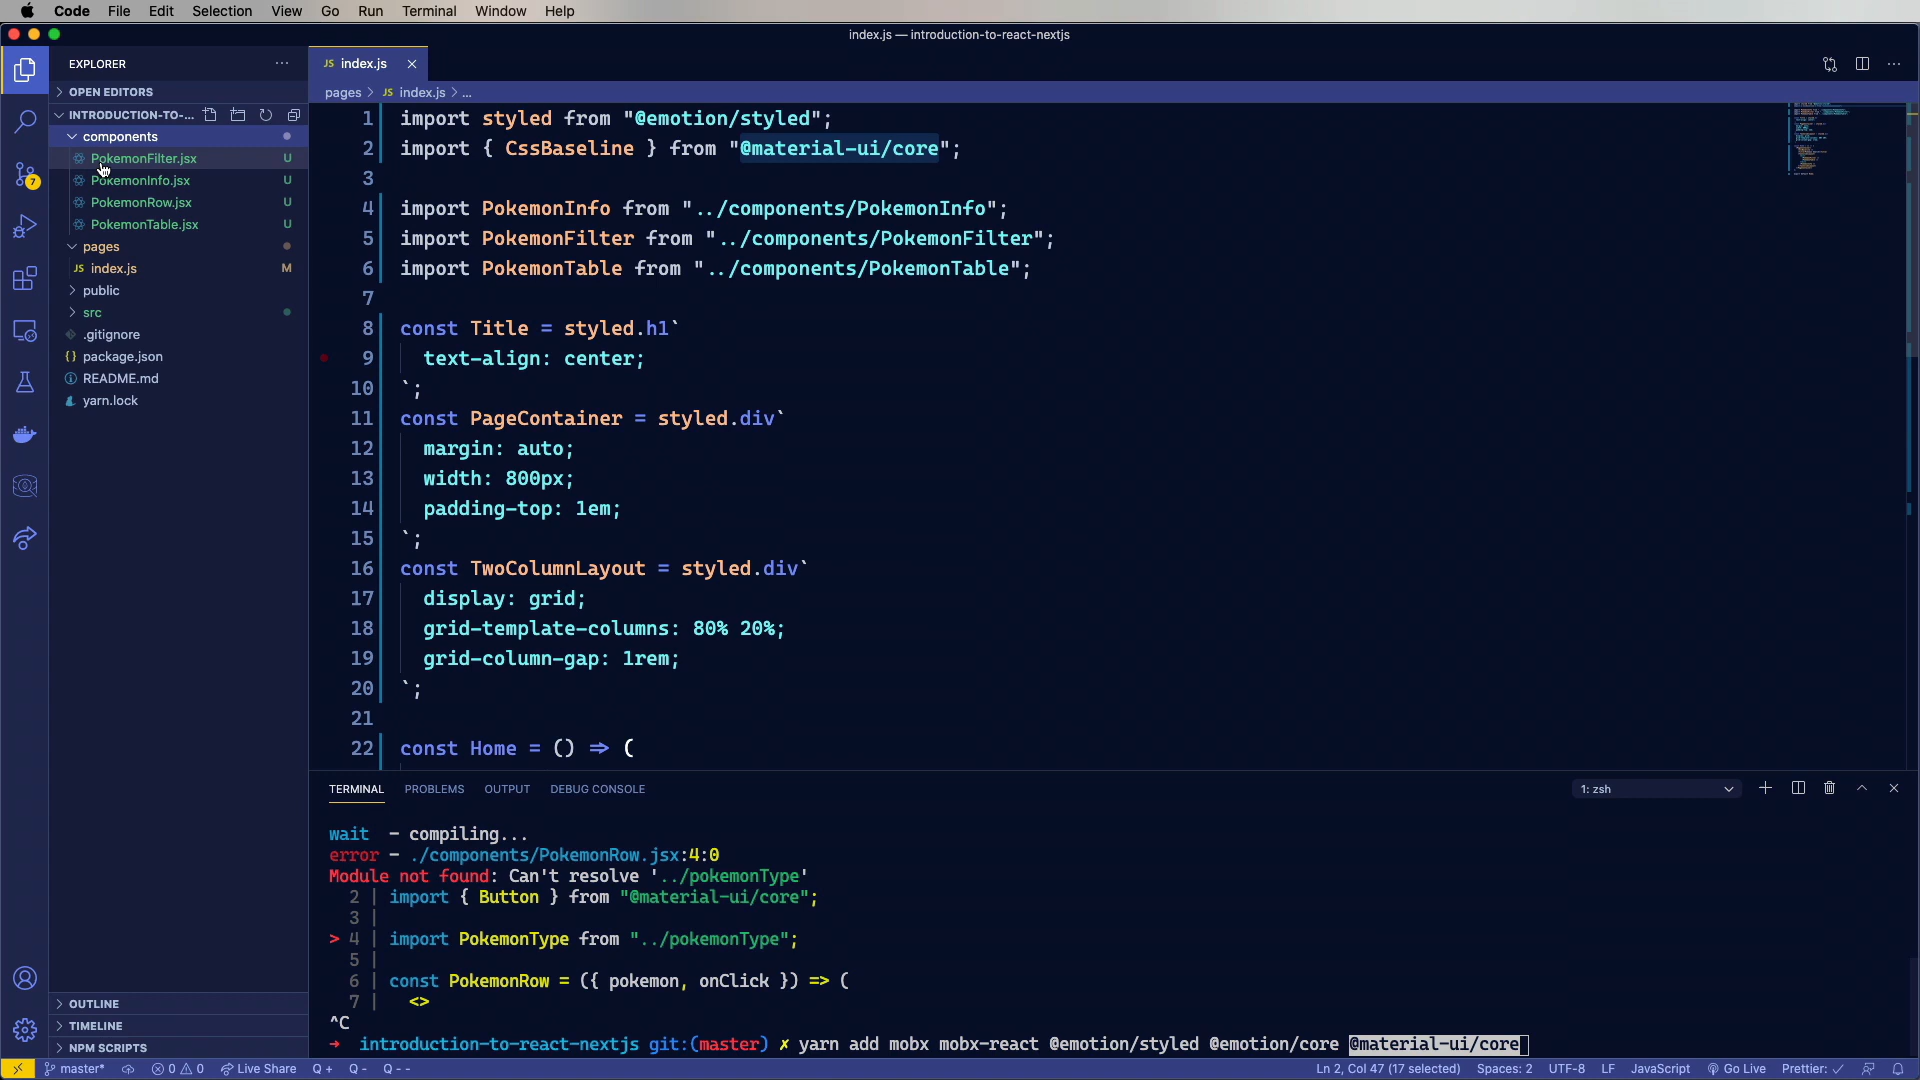 Code File Edit Selection View Go Run Terminal Window Help
index.js — introduction-to-react-nextjs
EXPLORER
JS index.js
OPEN EDITORS
pages > JS index.js > ...
INTRODUCTION-TO-...
components
PokemonFilter.jsx U
PokemonInfo.jsx U
PokemonRow.jsx U
PokemonTable.jsx U
pages
JS index.js M
public
src
.gitignore
{} package.json
README.md
yarn.lock
7
OUTLINE
TIMELINE
NPM SCRIPTS
1 import styled from "@emotion/styled";
2 import { CssBaseline } from "@material-ui/core";
3
4 import PokemonInfo from "../components/PokemonInfo";
5 import PokemonFilter from "../components/PokemonFilter";
6 import PokemonTable from "../components/PokemonTable";
7
8 const Title = styled.h1`
9 text-align: center;
10 `;
11 const PageContainer = styled.div`
12 margin: auto;
13 width: 800px;
14 padding-top: 1em;
15 `;
16 const TwoColumnLayout = styled.div`
17 display: grid;
18 grid-template-columns: 80% 20%;
19 grid-column-gap: 1rem;
20 `;
21
22 const Home = () => (
TERMINAL PROBLEMS OUTPUT DEBUG CONSOLE
1: zsh
wait - compiling...
error - ./components/PokemonRow.jsx:4:0
Module not found: Can't resolve '../pokemonType'
2 | import { Button } from "@material-ui/core";
3 |
> 4 | import PokemonType from "../pokemonType";
5 |
6 | const PokemonRow = ({ pokemon, onClick }) => (
7 | <>
^C
→ introduction-to-react-nextjs git:(master) ✗ yarn add mobx mobx-react @emotion/styled @emotion/core @material-ui/core
master* 0 0 Live Share Q+ Q- Q--
Ln 2, Col 47 (17 selected) Spaces: 2 UTF-8 LF JavaScript Go Live Prettier: ✓